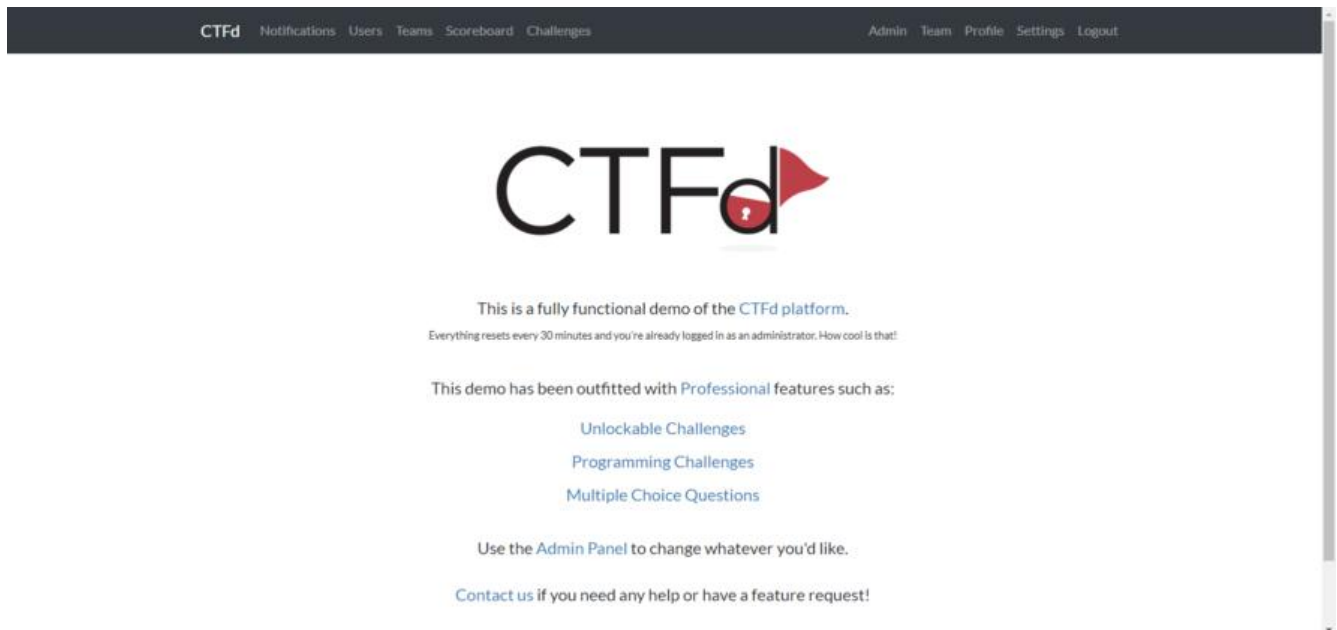 CTFd Notifications Users Teams Scoreboard Challenges Admin Team Profile Settings Logout
CTFd
This is a fully functional demo of the CTFd platform.
Everything resets every 30 minutes and you're already logged in as an administrator. How cool is that!
This demo has been outfitted with Professional features such as:
Unlockable Challenges
Programming Challenges
Multiple Choice Questions
Use the Admin Panel to change whatever you'd like.
Contact us if you need any help or have a feature request!